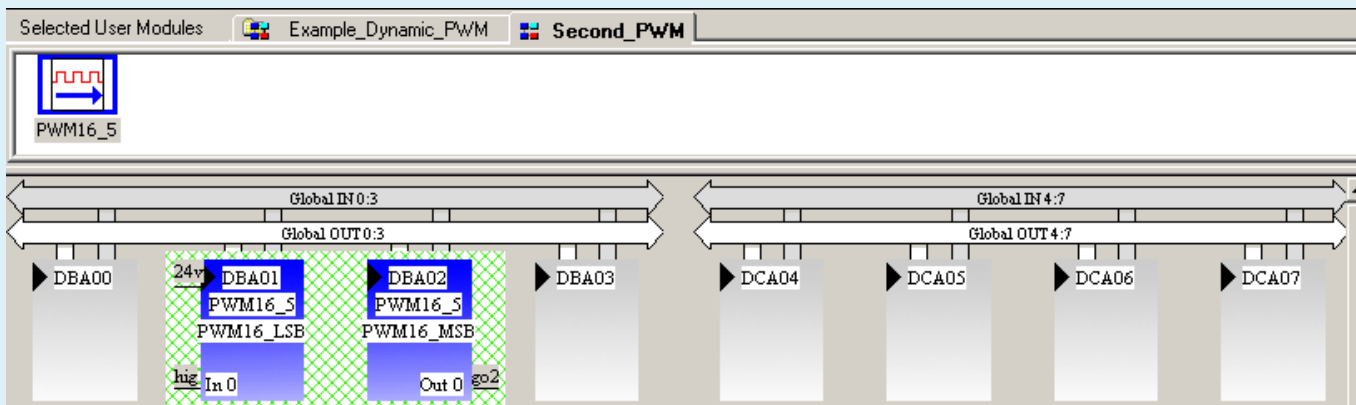 Selected User Modules Example_Dynamic_PWM Second_PWM
PWM16_5
Global IN 0:3 Global IN 4:7
Global OUT 0:3 Global OUT 4:7
DBA00 24v DBA01 DBA02 DBA03 DCA04 DCA05 DCA06 DCA07
PWM16_5 PWM16_5
PWM16_LSB PWM16_MSB
hig In 0 Out 0 go2